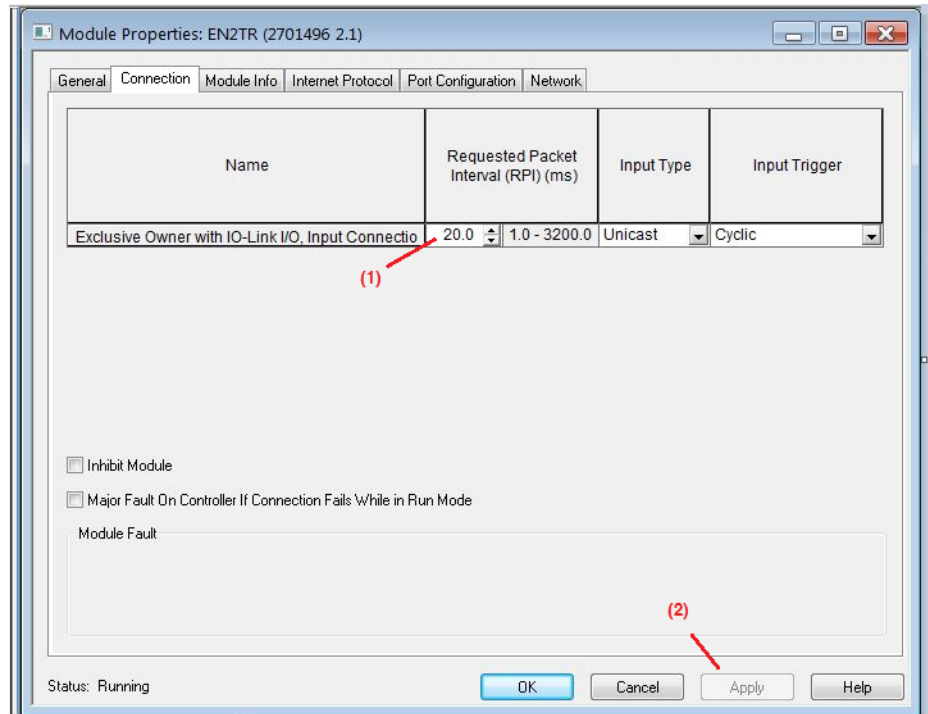 Module Properties: EN2TR (2701496 2.1)
General Connection Module Info Internet Protocol Port Configuration Network
Name
Requested Packet
Interval (RPI) (ms)
Input Type
Input Trigger
Exclusive Owner with IO-Link I/O, Input Connectio 20.0 1.0 - 3200.0 Unicast Cyclic
(1)
Inhibit Module
Major Fault On Controller If Connection Fails While in Run Mode
Module Fault
(2)
Status: Running OK Cancel Apply Help